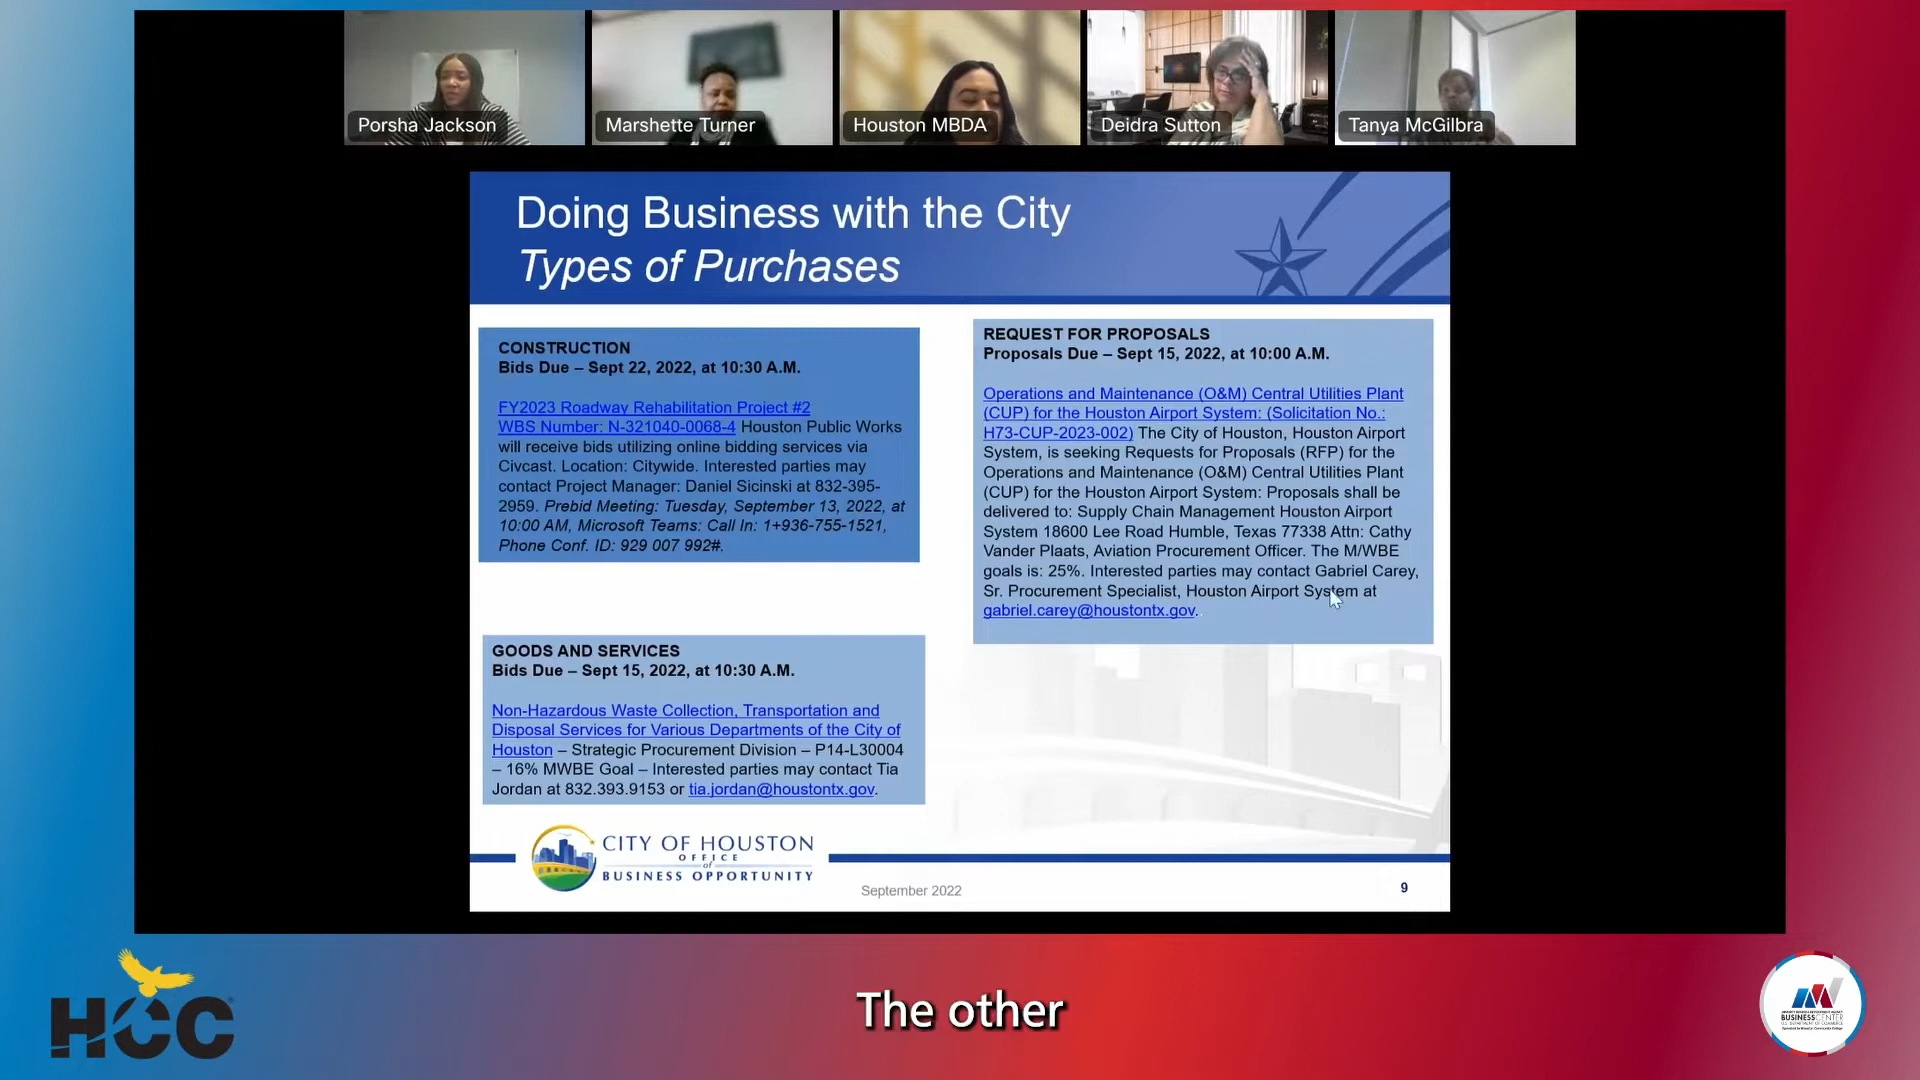 Porsha Jackson
Marshette Turner
Houston MBDA
Deidra Sutton
Tanya McGilbra
Doing Business with the City
Types of Purchases
CONSTRUCTION
Bids Due – Sept 22, 2022, at 10:30 A.M.
FY2023 Roadway Rehabilitation Project #2
WBS Number: N-321040-0068-4 Houston Public Works
will receive bids utilizing online bidding services via
Civcast. Location: Citywide. Interested parties may
contact Project Manager: Daniel Sicinski at 832-395-
2959. Prebid Meeting: Tuesday, September 13, 2022, at
10:00 AM, Microsoft Teams: Call In: 1+936-755-1521,
Phone Conf. ID: 929 007 992#.
GOODS AND SERVICES
Bids Due – Sept 15, 2022, at 10:30 A.M.
Non-Hazardous Waste Collection, Transportation and
Disposal Services for Various Departments of the City of
Houston – Strategic Procurement Division – P14-L30004
– 16% MWBE Goal – Interested parties may contact Tia
Jordan at 832.393.9153 or tia.jordan@houstontx.gov.
REQUEST FOR PROPOSALS
Proposals Due – Sept 15, 2022, at 10:00 A.M.
Operations and Maintenance (O&M) Central Utilities Plant
(CUP) for the Houston Airport System: (Solicitation No.:
H73-CUP-2023-002) The City of Houston, Houston Airport
System, is seeking Requests for Proposals (RFP) for the
Operations and Maintenance (O&M) Central Utilities Plant
(CUP) for the Houston Airport System: Proposals shall be
delivered to: Supply Chain Management Houston Airport
System 18600 Lee Road Humble, Texas 77338 Attn: Cathy
Vander Plaats, Aviation Procurement Officer. The M/WBE
goals is: 25%. Interested parties may contact Gabriel Carey,
Sr. Procurement Specialist, Houston Airport System at
gabriel.carey@houstontx.gov.
CITY OF HOUSTON
OFFICE
of
BUSINESS OPPORTUNITY
September 2022
9
HCC
The other
BUSINESS CENTER